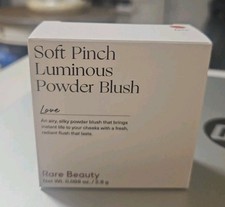 Soft Pinch
Luminous
Powder Blush
Love
An airy, silky powder blush that brings
instant life to your cheeks with a fresh,
radiant flush that lasts.
Rare Beauty